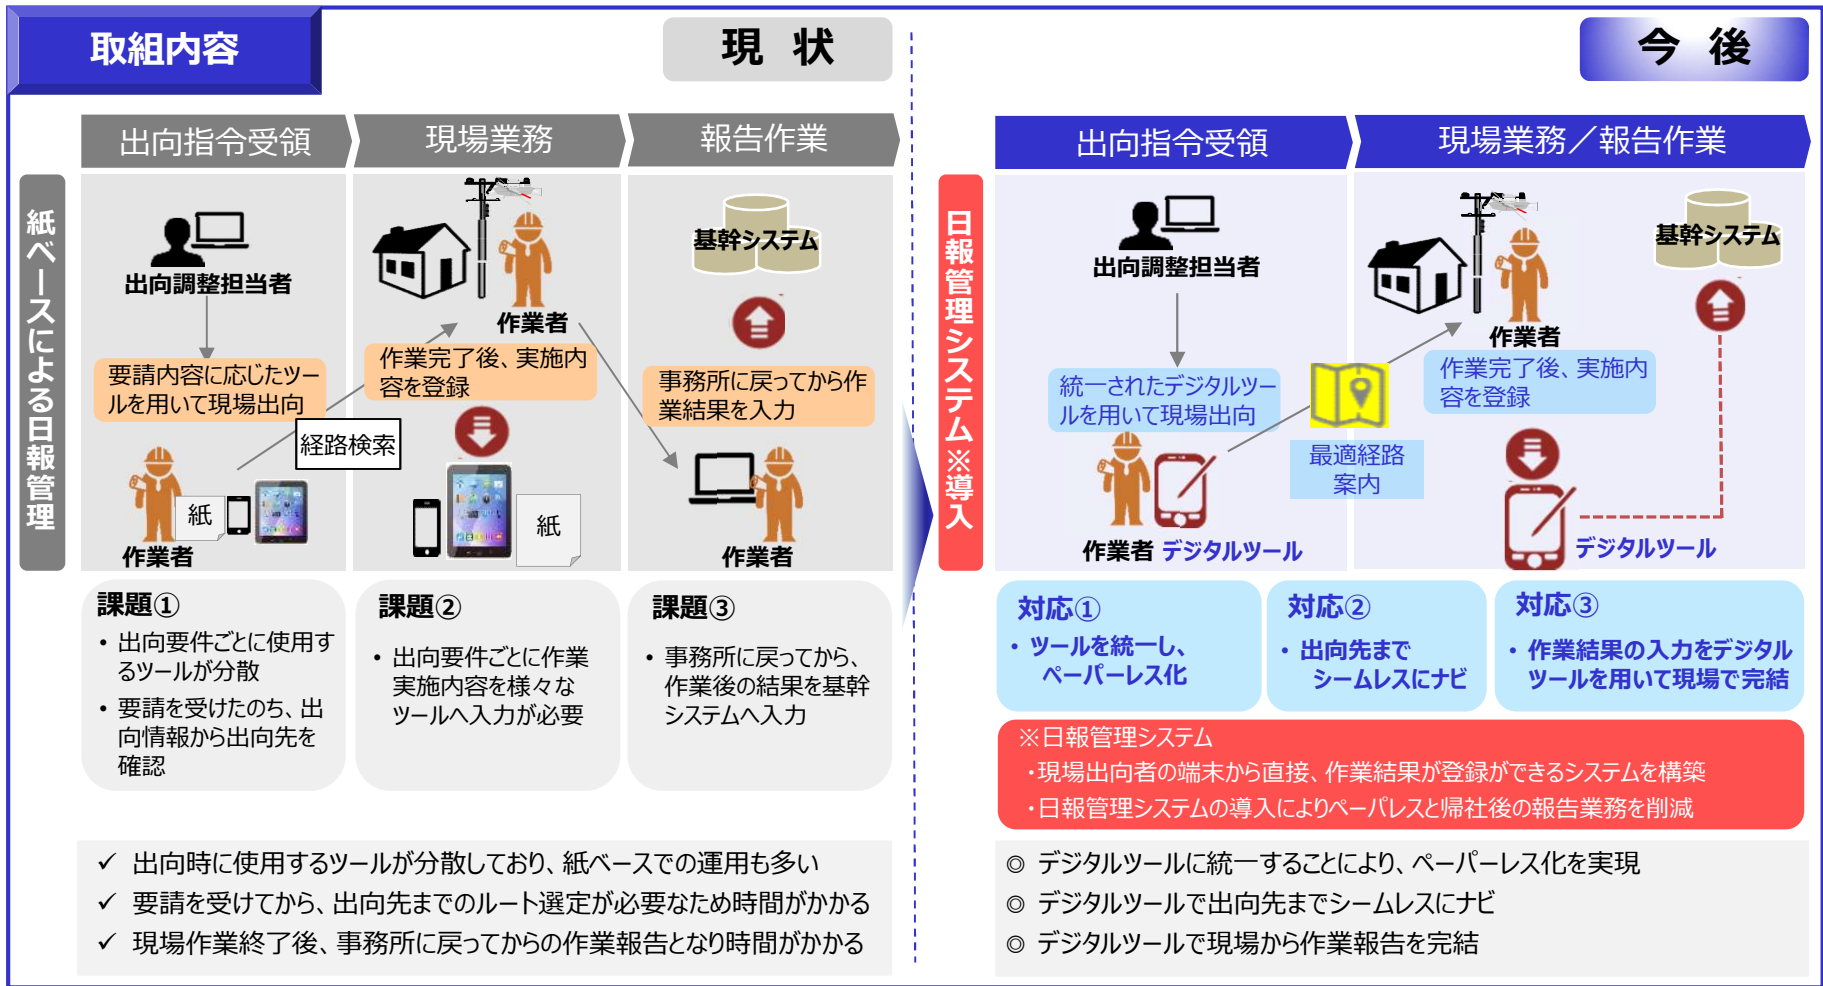 取組内容
現 状
出向指令受領
現場業務
報告作業
紙ベースによる日報管理
出向調整担当者
要請内容に応じたツー
ルを用いて現場出向
経路検索
紙
作業者
作業者
作業完了後、実施内
容を登録
紙
基幹システム
事務所に戻ってから作
業結果を入力
作業者
課題①
・出向要件ごとに使用す
るツールが分散
・要請を受けたのち、出
向情報から出向先を
確認
課題②
・出向要件ごとに作業
実施内容を様々な
ツールへ入力が必要
課題③
・事務所に戻ってから、
作業後の結果を基幹
システムへ入力
✓ 出向時に使用するツールが分散しており、紙ベースでの運用も多い
✓ 要請を受けてから、出向先までのルート選定が必要なため時間がかかる
✓ 現場作業終了後、事務所に戻ってからの作業報告となり時間がかかる
今 後
出向指令受領
現場業務／報告作業
日報管理システム※導入
出向調整担当者
統一されたデジタルツー
ルを用いて現場出向
作業者 デジタルツール
最適経路
案内
作業者
作業完了後、実施内
容を登録
デジタルツール
基幹システム
対応①
・ツールを統一し、
ペーパーレス化
対応②
・出向先まで
シームレスにナビ
対応③
・作業結果の入力をデジタル
ツールを用いて現場で完結
※日報管理システム
・現場出向者の端末から直接、作業結果が登録ができるシステムを構築
・日報管理システムの導入によりペーパレスと帰社後の報告業務を削減
◎ デジタルツールに統一することにより、ペーパーレス化を実現
◎ デジタルツールで出向先までシームレスにナビ
◎ デジタルツールで現場から作業報告を完結